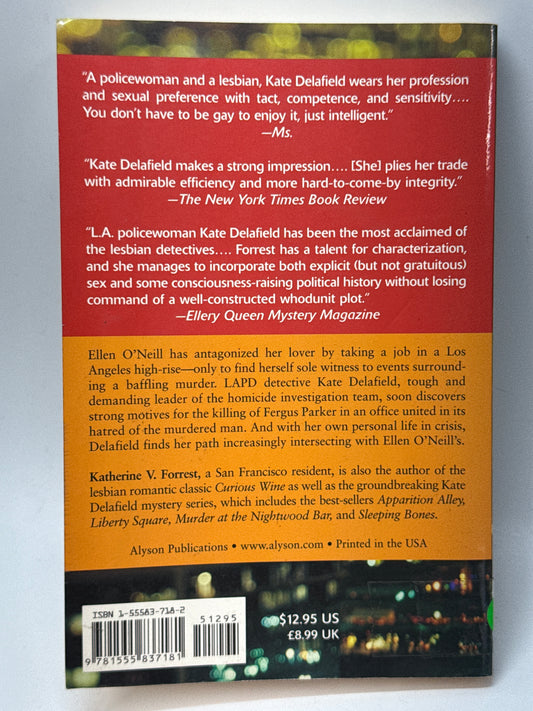 "A policewoman and a lesbian, Kate Delafield wears her profession
and sexual preference with tact, competence, and sensitivity....
You don't have to be gay to enjoy it, just intelligent."
—Ms.
"Kate Delafield makes a strong impression.... [She] plies her trade
with admirable efficiency and more hard-to-come-by integrity."
—The New York Times Book Review
"L.A. policewoman Kate Delafield has been the most acclaimed of
the lesbian detectives.... Forrest has a talent for characterization,
and she manages to incorporate both explicit (but not gratuitous)
sex and some consciousness-raising political history without losing
command of a well-constructed whodunit plot."
—Ellery Queen Mystery Magazine
Ellen O'Neill has antagonized her lover by taking a job in a Los
Angeles high-rise—only to find herself sole witness to events surround-
ing a baffling murder. LAPD detective Kate Delafield, tough and
demanding leader of the homicide investigation team, soon discovers
strong motives for the killing of Fergus Parker in an office united in its
hatred of the murdered man. And with her own personal life in crisis,
Delafield finds her path increasingly intersecting with Ellen O'Neill's.
Katherine V. Forrest, a San Francisco resident, is also the author of the
lesbian romantic classic Curious Wine as well as the groundbreaking Kate
Delafield mystery series, which includes the best-sellers Apparition Alley,
Liberty Square, Murder at the Nightwood Bar, and Sleeping Bones.
Alyson Publications • www.alyson.com • Printed in the USA
ISBN 1-55583-718-2
51295
9 781555 837181
$12.95 US
£8.99 UK